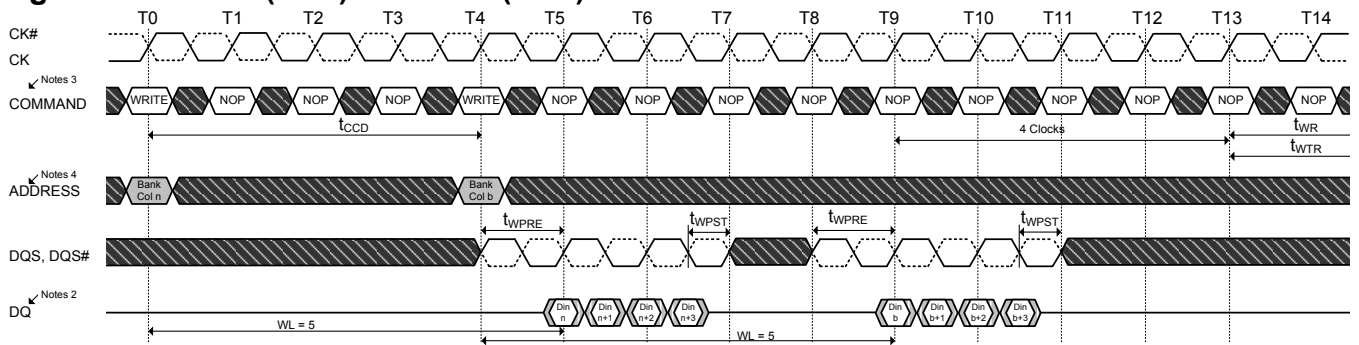 T0 T1 T2 T3 T4 T5 T6 T7 T8 T9 T10 T11 T12 T13 T14
CK#
CK
Notes 3
COMMAND WRITE NOP NOP NOP WRITE NOP NOP NOP NOP NOP NOP NOP NOP NOP NOP
tCCD 4 Clocks tWR
tWTR
Notes 4
ADDRESS
Bank Col n
Bank Col b
tWPRE tWPST tWPRE tWPST
DQS, DQS#
Notes 2
DQ
Din n
Din n+1
Din n+2
Din n+3
Din b
Din b+1
Din b+2
Din b+3
WL = 5
WL = 5